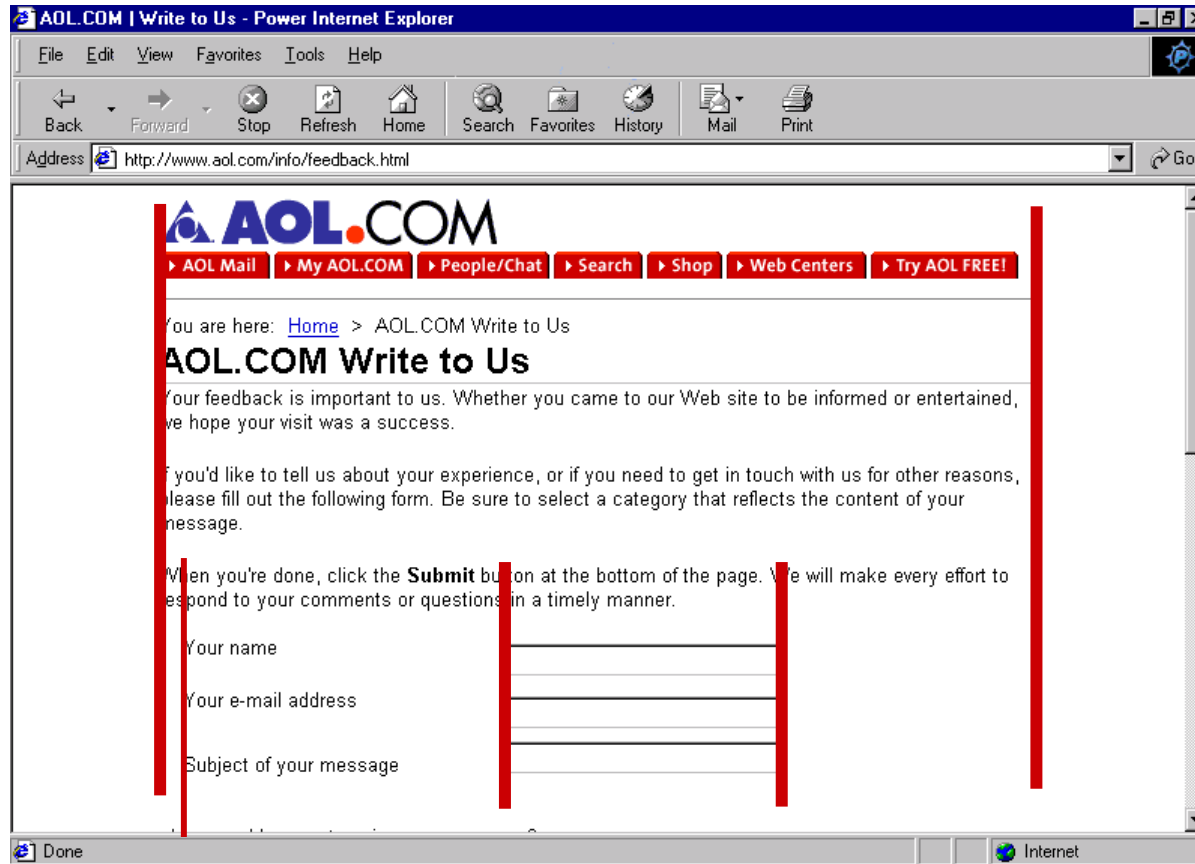 AOL.COM | Write to Us - Power Internet Explorer
File Edit View Favorites Tools Help
Back Forward Stop Refresh Home Search Favorites History Mail Print
Address http://www.aol.com/info/feedback.html Go
AOL.COM
AOL Mail My AOL.COM People/Chat Search Shop Web Centers Try AOL FREE!
You are here: Home > AOL.COM Write to Us
AOL.COM Write to Us
Your feedback is important to us. Whether you came to our Web site to be informed or entertained,
we hope your visit was a success.
If you'd like to tell us about your experience, or if you need to get in touch with us for other reasons,
please fill out the following form. Be sure to select a category that reflects the content of your
message.
When you're done, click the Submit button at the bottom of the page. We will make every effort to
respond to your comments or questions in a timely manner.
Your name
Your e-mail address
Subject of your message
Done Internet